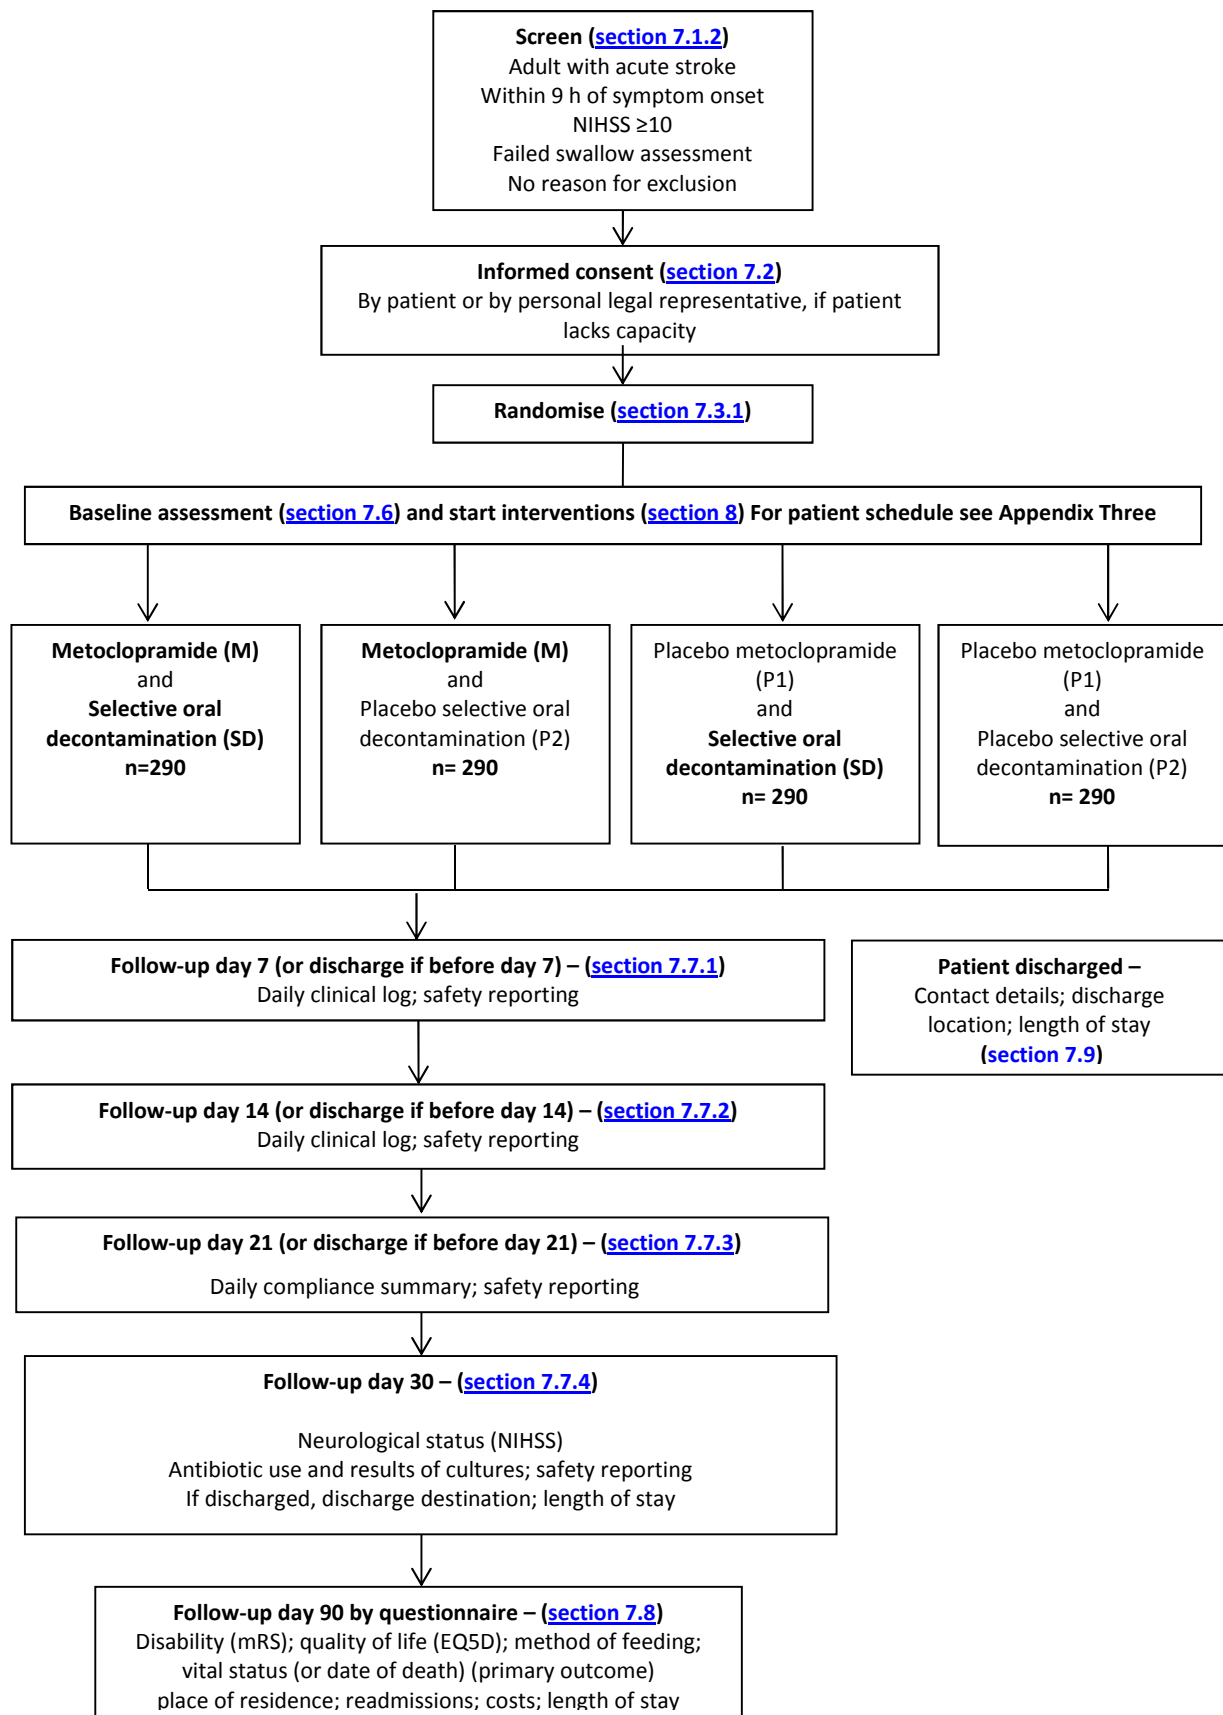 Screen (section 7.1.2)
Adult with acute stroke
Within 9 h of symptom onset
NIHSS ≥10
Failed swallow assessment
No reason for exclusion
Informed consent (section 7.2)
By patient or by personal legal representative, if patient
lacks capacity
Randomise (section 7.3.1)
Baseline assessment (section 7.6) and start interventions (section 8) For patient schedule see Appendix Three
Metoclopramide (M)
and
Selective oral
decontamination (SD)
n=290
Metoclopramide (M)
and
Placebo selective oral
decontamination (P2)
n= 290
Placebo metoclopramide
(P1)
and
Selective oral
decontamination (SD)
n= 290
Placebo metoclopramide
(P1)
and
Placebo selective oral
decontamination (P2)
n= 290
Follow-up day 7 (or discharge if before day 7) – (section 7.7.1)
Daily clinical log; safety reporting
Patient discharged –
Contact details; discharge
location; length of stay
(section 7.9)
Follow-up day 14 (or discharge if before day 14) – (section 7.7.2)
Daily clinical log; safety reporting
Follow-up day 21 (or discharge if before day 21) – (section 7.7.3)
Daily compliance summary; safety reporting
Follow-up day 30 – (section 7.7.4)
Neurological status (NIHSS)
Antibiotic use and results of cultures; safety reporting
If discharged, discharge destination; length of stay
Follow-up day 90 by questionnaire – (section 7.8)
Disability (mRS); quality of life (EQ5D); method of feeding;
vital status (or date of death) (primary outcome)
place of residence; readmissions; costs; length of stay